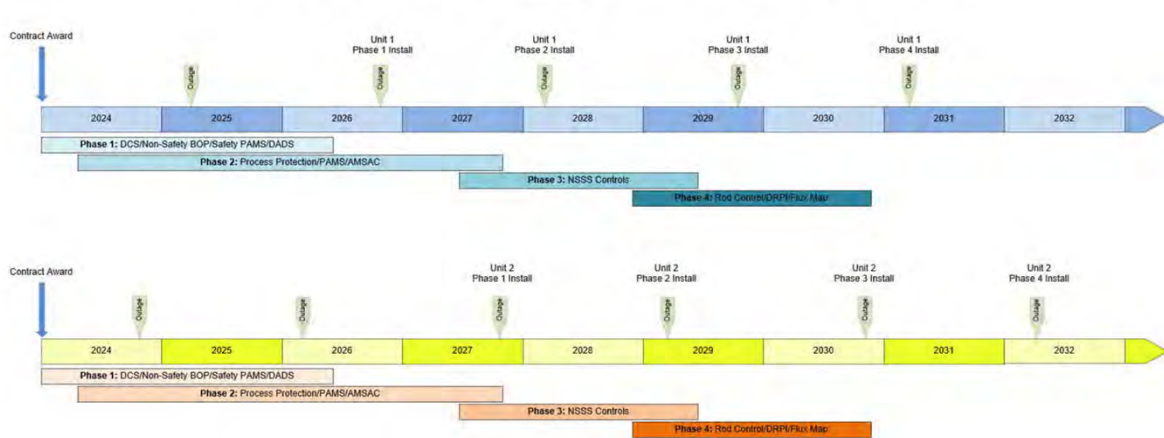 Contract Award
Unit 1
Phase 1 Install
Unit 1
Phase 2 Install
Unit 1
Phase 3 Install
Unit 1
Phase 4 Install
Outage
Outage
Outage
Outage
Outage
2024 2025 2026 2027 2028 2029 2030 2031 2032
Phase 1: DCS/Non-Safety BOP/Safety PAMS/DADS
Phase 2: Process Protection/PAMS/AMSAC
Phase 3: NSSS Controls
Phase 4: Rod Control/DRPI/Flux Map
Contract Award
Unit 2
Phase 1 Install
Unit 2
Phase 2 Install
Unit 2
Phase 3 Install
Unit 2
Phase 4 Install
Outage
Outage
Outage
Outage
Outage
Outage
2024 2025 2026 2027 2028 2029 2030 2031 2032
Phase 1: DCS/Non-Safety BOP/Safety PAMS/DADS
Phase 2: Process Protection/PAMS/AMSAC
Phase 3: NSSS Controls
Phase 4: Rod Control/DRPI/Flux Map